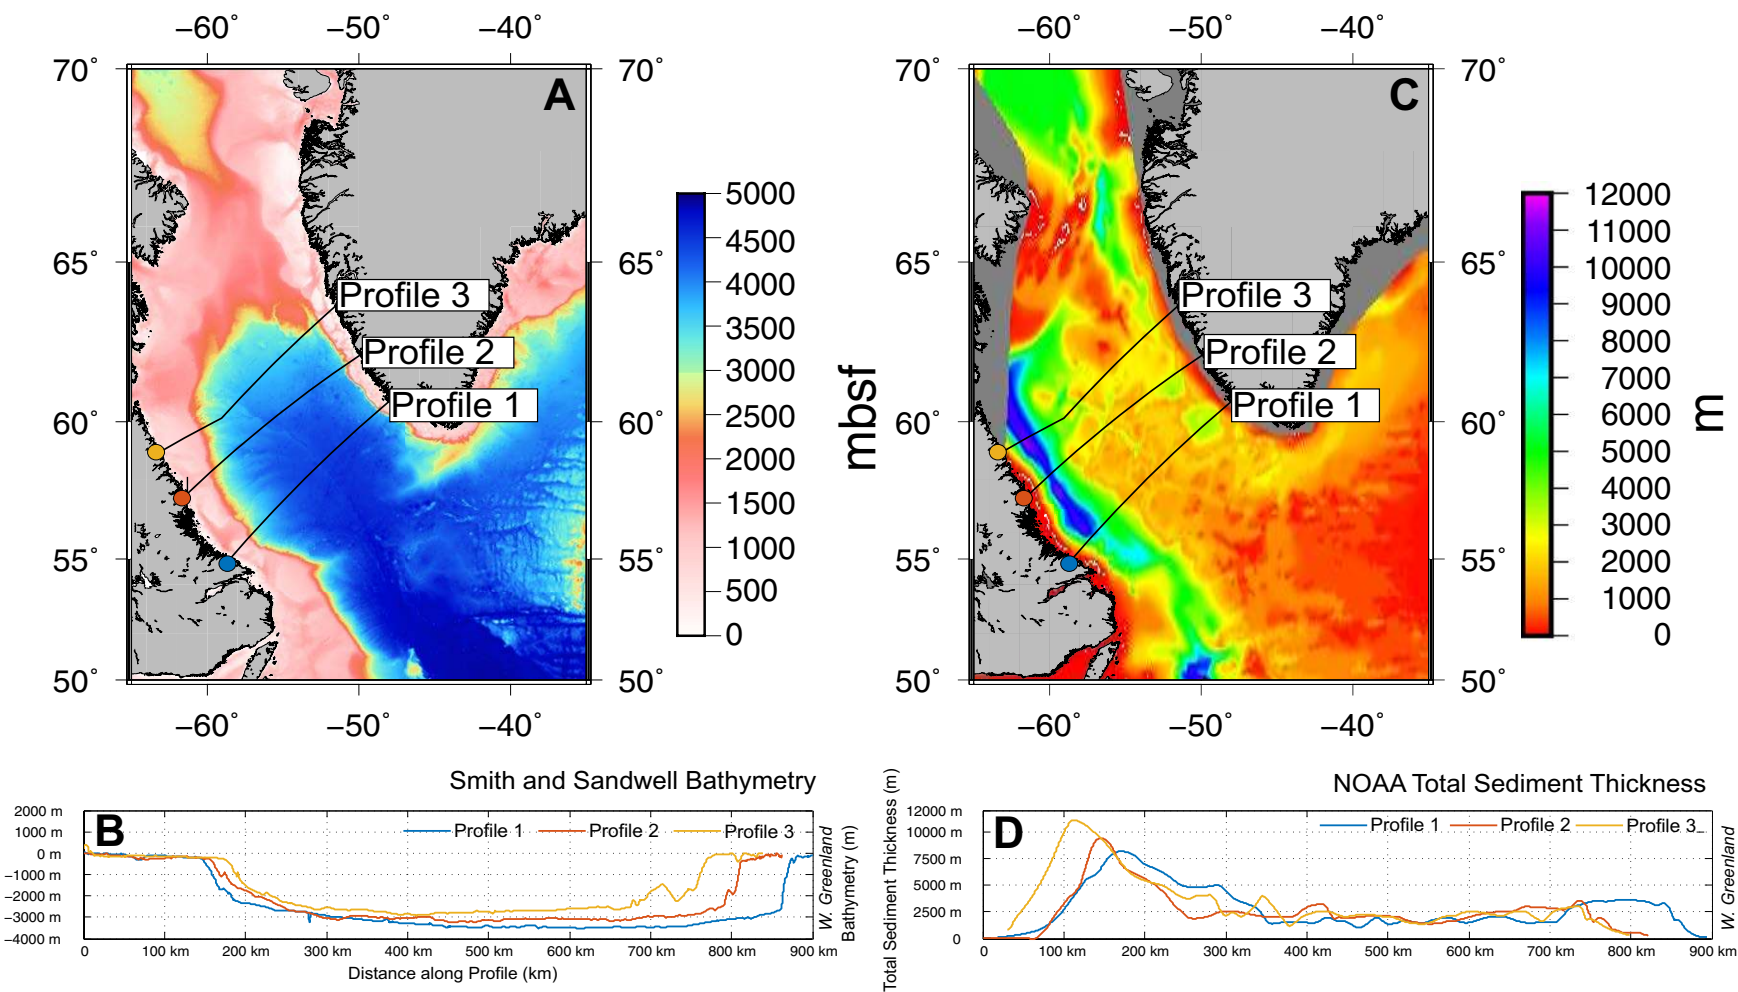 −60˚ −50˚ −40˚
70˚ A 70˚
65˚ 65˚
60˚ 60˚
55˚ 55˚
50˚ 50˚
−60˚ −50˚ −40˚
Profile 3
Profile 2
Profile 1
5000
4500
4000
3500
3000
2500
2000
1500
1000
500
0
mbsf
−60˚ −50˚ −40˚
70˚ C 70˚
65˚ 65˚
60˚ 60˚
55˚ 55˚
50˚ 50˚
−60˚ −50˚ −40˚
Profile 3
Profile 2
Profile 1
12000
11000
10000
9000
8000
7000
6000
5000
4000
3000
2000
1000
0
m
Smith and Sandwell Bathymetry
B
Profile 1 Profile 2 Profile 3
2000 m
1000 m
0 m
−1000 m
−2000 m
−3000 m
−4000 m
0 100 km 200 km 300 km 400 km 500 km 600 km 700 km 800 km 900 km
Distance along Profile (km)
W. Greenland
Bathymetry (m)
NOAA Total Sediment Thickness
D
Profile 1 Profile 2 Profile 3
Total Sediment Thickness (m)
12000 m
10000 m
7500 m
5000 m
2500 m
0
0 100 km 200 km 300 km 400 km 500 km 600 km 700 km 800 km 900 km
W. Greenland